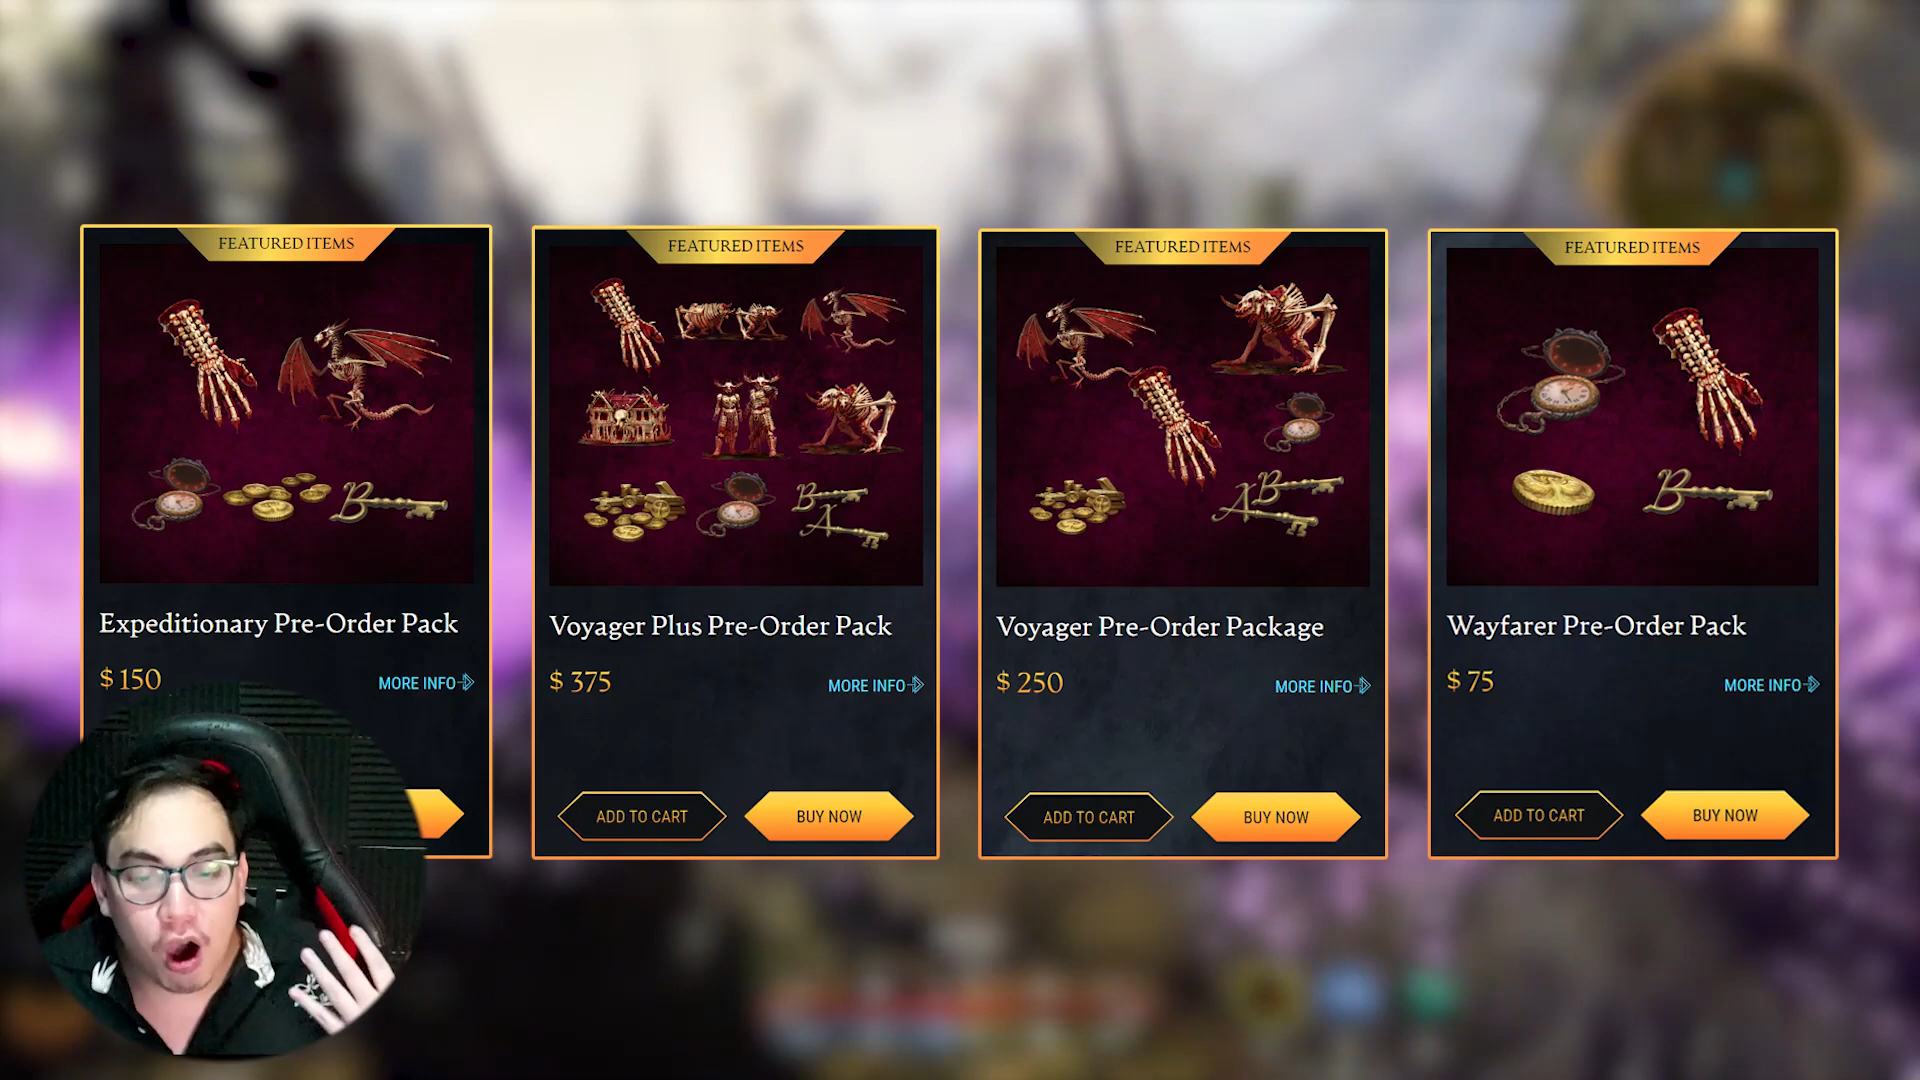 FEATURED ITEMS
Expeditionary Pre-Order Pack
$ 150
MORE INFO
FEATURED ITEMS
B
A
Voyager Plus Pre-Order Pack
$ 375
MORE INFO
ADD TO CART
BUY NOW
FEATURED ITEMS
A B
Voyager Pre-Order Package
$ 250
MORE INFO
ADD TO CART
BUY NOW
FEATURED ITEMS
B
Wayfarer Pre-Order Pack
$ 75
MORE INFO
ADD TO CART
BUY NOW